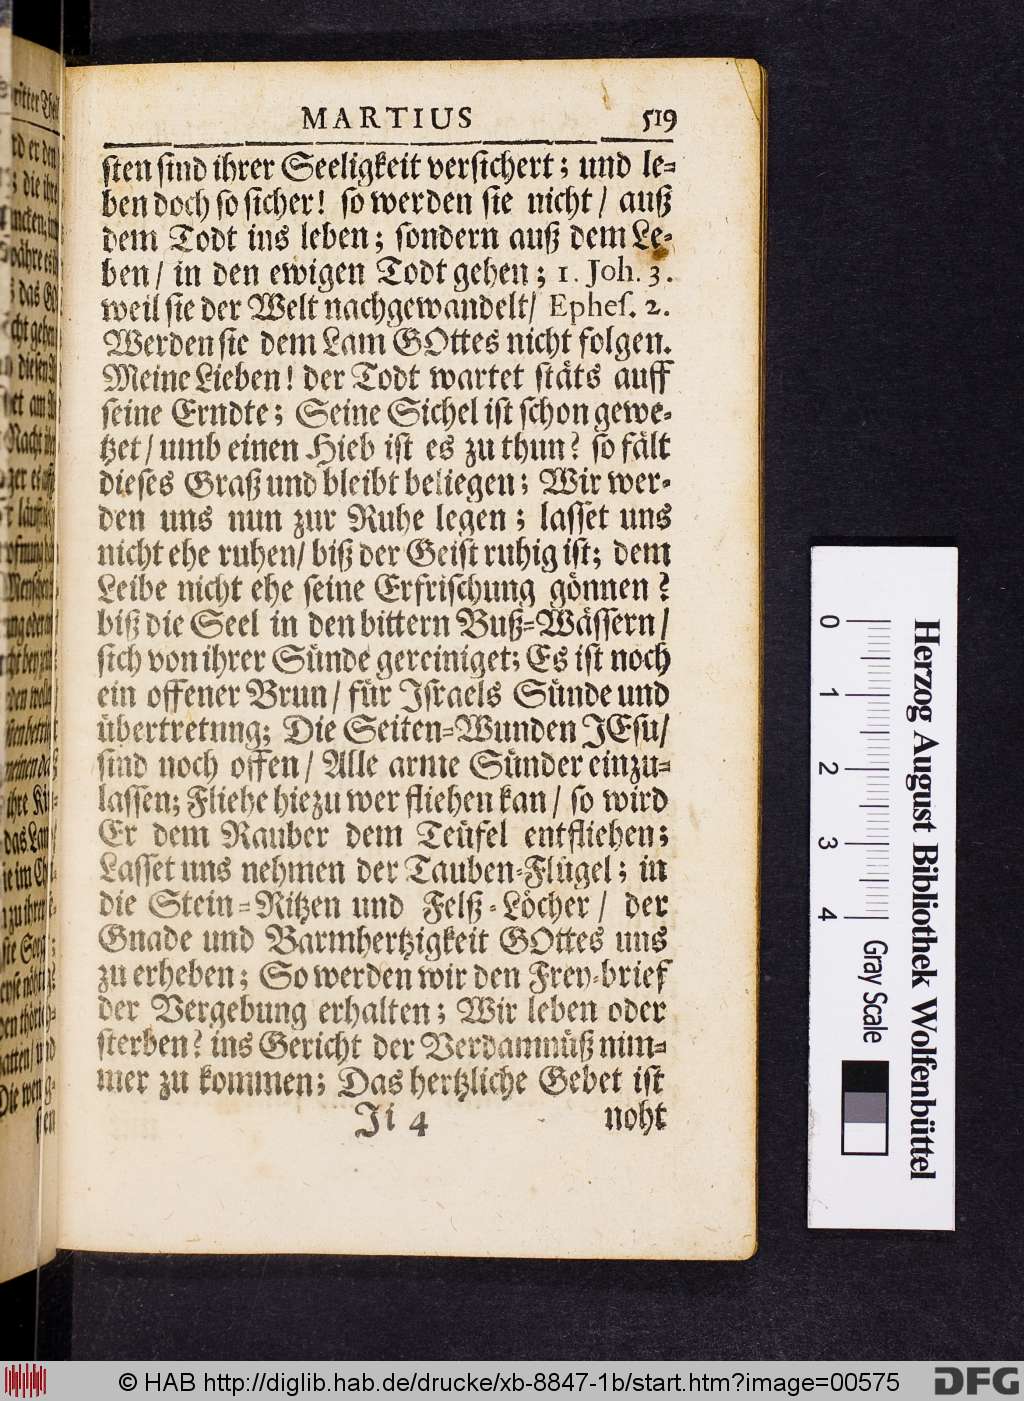 MARTIUS 519
sten sind ihrer Seeligkeit versichert; und le-
ben doch so sicher! so werden sie nicht/ auß
dem Todt ins leben; sondern auß dem Le-
ben/ in den ewigen Todt gehen; 1. Joh. 3.
weil sie der Welt nachgewandelt/ Ephes. 2.
Werden sie dem Lam GOttes nicht folgen.
Meine Lieben! der Todt wartet stäts auff
seine Erndte; Seine Sichel ist schon gewe-
tzet/ umb einen Hieb ist es zu thun? so fält
dieses Graß und bleibt beliegen; Wir wer-
den uns nun zur Ruhe legen; lasset uns
nicht ehe ruhen/ biß der Geist ruhig ist; dem
Leibe nicht ehe seine Erfrischung gönnen?
biß die Seel in den bittern Buß-Wässern/
sich von ihrer Sünde gereiniget; Es ist noch
ein offener Brun/ für Israels Sünde und
übertretung; Die Seiten-Wunden JEsu/
sind noch offen/ Alle arme Sünder einzu-
lassen; Fliehe hiezu wer fliehen kan/ so wird
Er dem Rauber dem Teüfel entfliehen;
Lasset uns nehmen der Tauben-Flügel; in
die Stein-Ritzen und Felß-Löcher/ der
Gnade und Barmhertzigkeit GOttes uns
zu erheben; So werden wir den Frey-brief
der Vergebung erhalten; Wir leben oder
sterben? ins Gericht der Verdamnüß nim-
mer zu kommen; Das hertzliche Gebet ist
Ji 4 noht
Herzog August Bibliothek Wolfenbüttel
0 1 2 3 4
Gray Scale
© HAB http://diglib.hab.de/drucke/xb-8847-1b/start.htm?image=00575
DFG